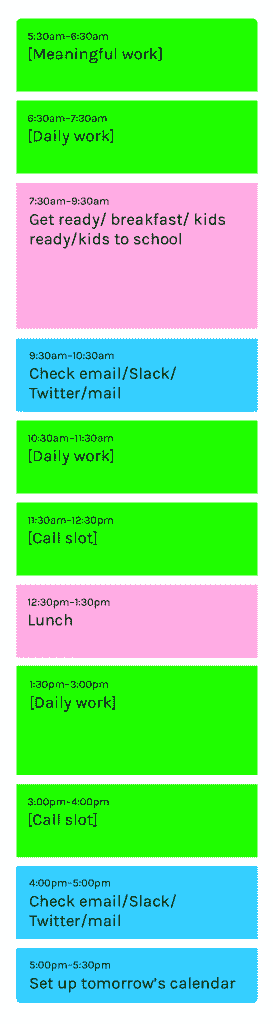 5:30am–6:30am
[Meaningful work]
6:30am–7:30am
[Daily work]
7:30am–9:30am
Get ready/ breakfast/ kids
ready/kids to school
9:30am–10:30am
Check email/Slack/
Twitter/mail
10:30am–11:30am
[Daily work]
11:30am–12:30pm
[Call slot]
12:30pm–1:30pm
Lunch
1:30pm–3:00pm
[Daily work]
3:00pm–4:00pm
[Call slot]
4:00pm–5:00pm
Check email/Slack/
Twitter/mail
5:00pm–5:30pm
Set up tomorrow's calendar